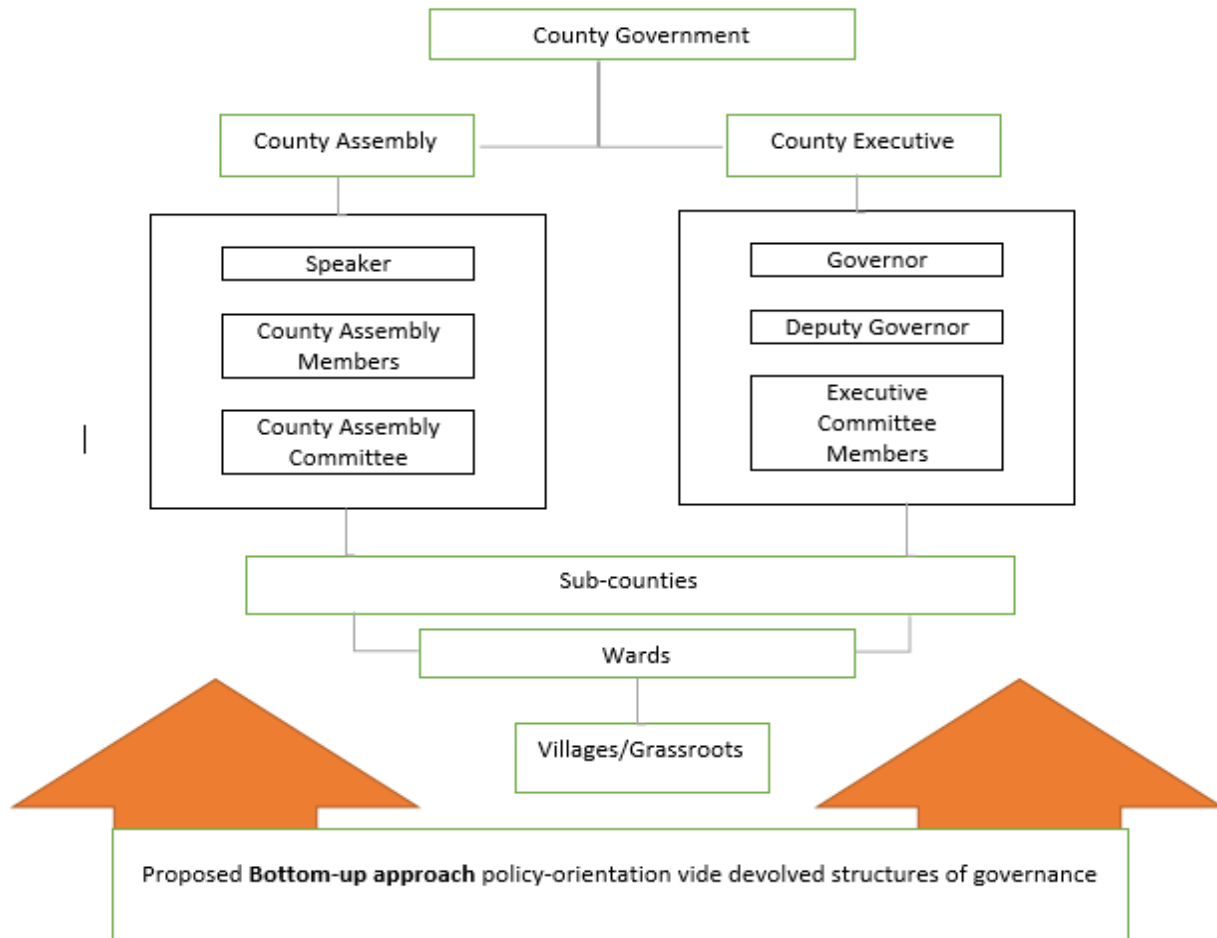 County Government
County Assembly
County Executive
Speaker
County Assembly
Members
County Assembly
Committee
Governor
Deputy Governor
Executive
Committee
Members
Sub-counties
Wards
Villages/Grassroots
Proposed Bottom-up approach policy-orientation vide devolved structures of governance